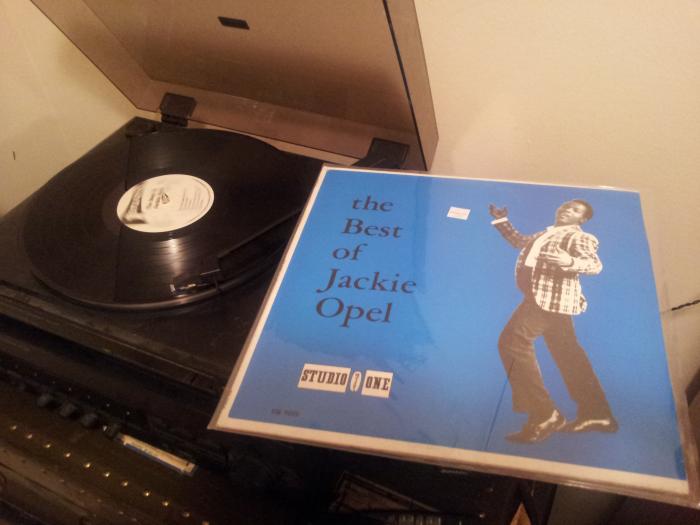 the
Best
of
Jackie
Opel
STUDIO ONE